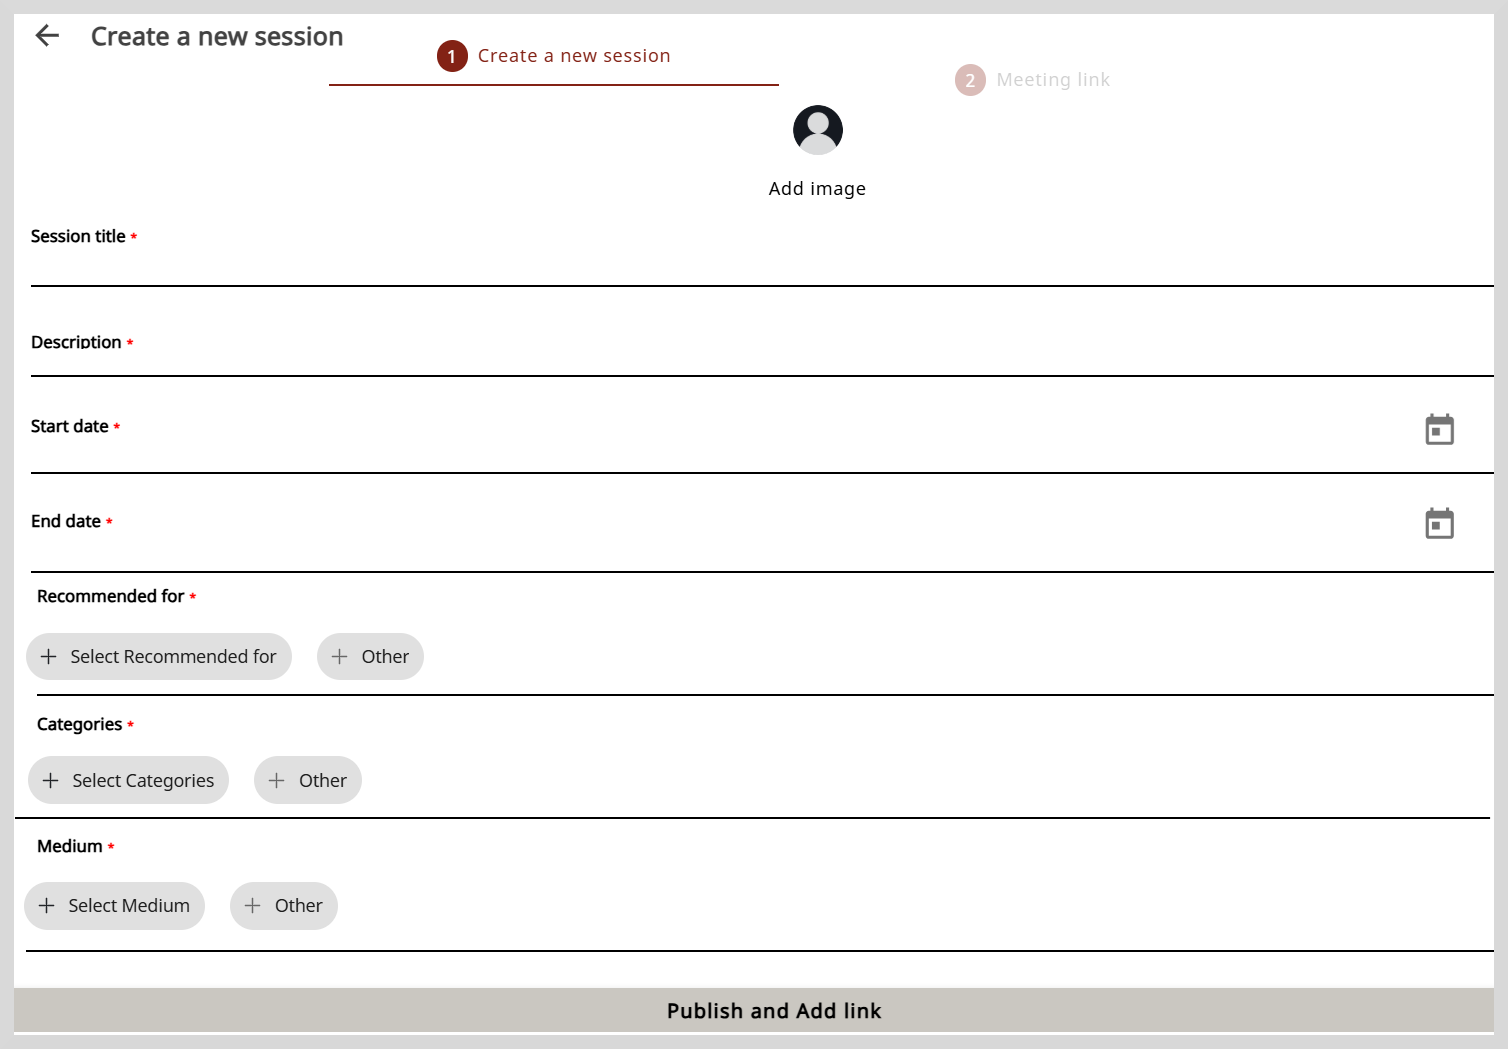 Create a new session
1 Create a new session
2 Meeting link
Add image
Session title *
Description *
Start date *
End date *
Recommended for *
+ Select Recommended for + Other
Categories *
+ Select Categories + Other
Medium *
+ Select Medium + Other
Publish and Add link